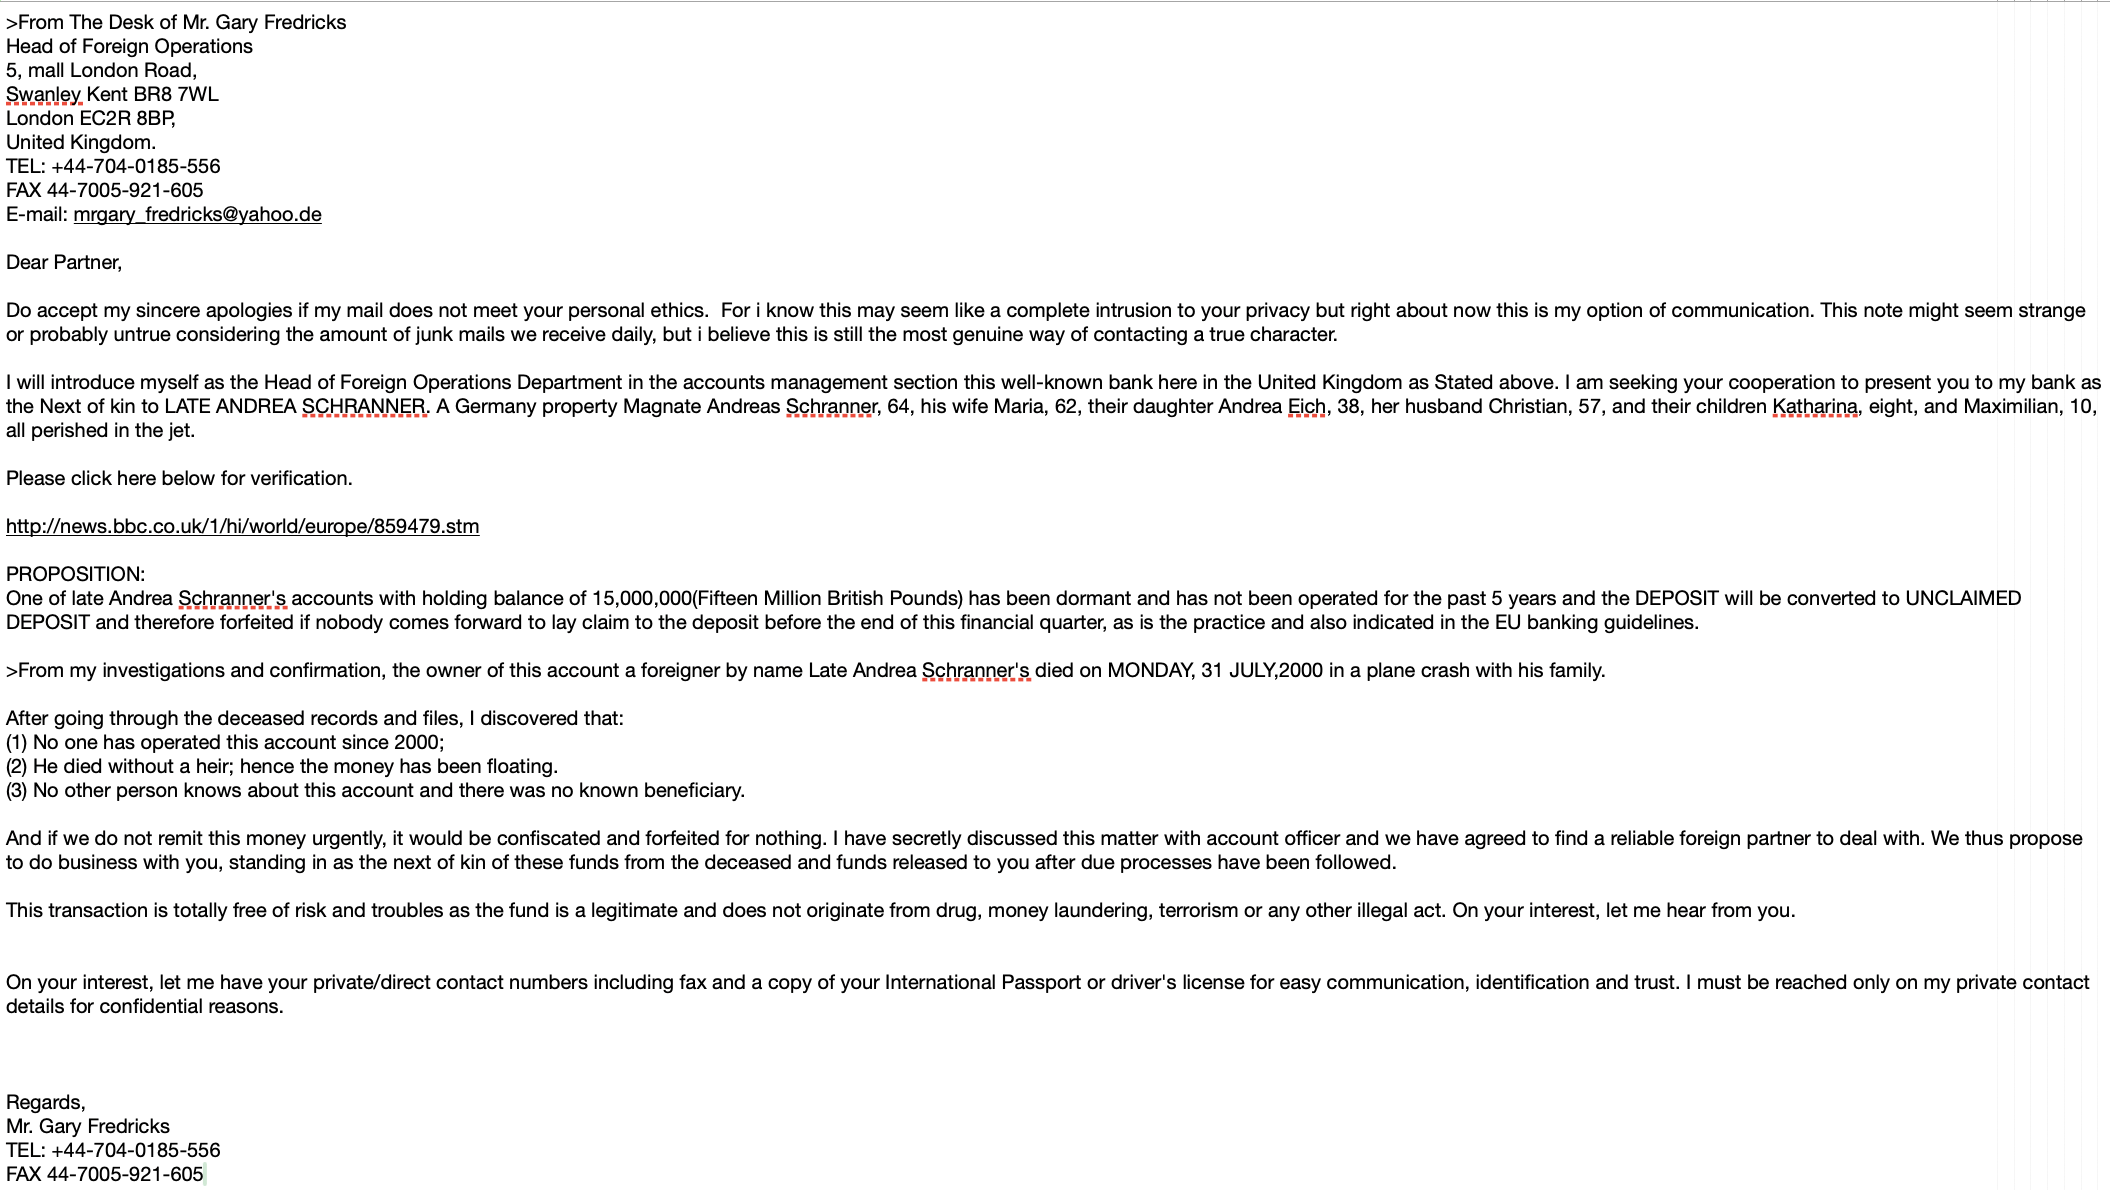 >From The Desk of Mr. Gary Fredricks
Head of Foreign Operations
5, mall London Road,
Swanley Kent BR8 7WL
London EC2R 8BP,
United Kingdom.
TEL: +44-704-0185-556
FAX 44-7005-921-605
E-mail: mrgary_fredricks@yahoo.de
Dear Partner,
Do accept my sincere apologies if my mail does not meet your personal ethics.  For i know this may seem like a complete intrusion to your privacy but right about now this is my option of communication. This note might seem strange
or probably untrue considering the amount of junk mails we receive daily, but i believe this is still the most genuine way of contacting a true character.
I will introduce myself as the Head of Foreign Operations Department in the accounts management section this well-known bank here in the United Kingdom as Stated above. I am seeking your cooperation to present you to my bank as
the Next of kin to LATE ANDREA SCHRANNER. A Germany property Magnate Andreas Schranner, 64, his wife Maria, 62, their daughter Andrea Eich, 38, her husband Christian, 57, and their children Katharina, eight, and Maximilian, 10,
all perished in the jet.
Please click here below for verification.
http://news.bbc.co.uk/1/hi/world/europe/859479.stm
PROPOSITION:
One of late Andrea Schranner's accounts with holding balance of 15,000,000(Fifteen Million British Pounds) has been dormant and has not been operated for the past 5 years and the DEPOSIT will be converted to UNCLAIMED
DEPOSIT and therefore forfeited if nobody comes forward to lay claim to the deposit before the end of this financial quarter, as is the practice and also indicated in the EU banking guidelines.
>From my investigations and confirmation, the owner of this account a foreigner by name Late Andrea Schranner's died on MONDAY, 31 JULY,2000 in a plane crash with his family.
After going through the deceased records and files, I discovered that:
(1) No one has operated this account since 2000;
(2) He died without a heir; hence the money has been floating.
(3) No other person knows about this account and there was no known beneficiary.
And if we do not remit this money urgently, it would be confiscated and forfeited for nothing. I have secretly discussed this matter with account officer and we have agreed to find a reliable foreign partner to deal with. We thus propose
to do business with you, standing in as the next of kin of these funds from the deceased and funds released to you after due processes have been followed.
This transaction is totally free of risk and troubles as the fund is a legitimate and does not originate from drug, money laundering, terrorism or any other illegal act. On your interest, let me hear from you.
On your interest, let me have your private/direct contact numbers including fax and a copy of your International Passport or driver's license for easy communication, identification and trust. I must be reached only on my private contact
details for confidential reasons.
Regards,
Mr. Gary Fredricks
TEL: +44-704-0185-556
FAX 44-7005-921-605